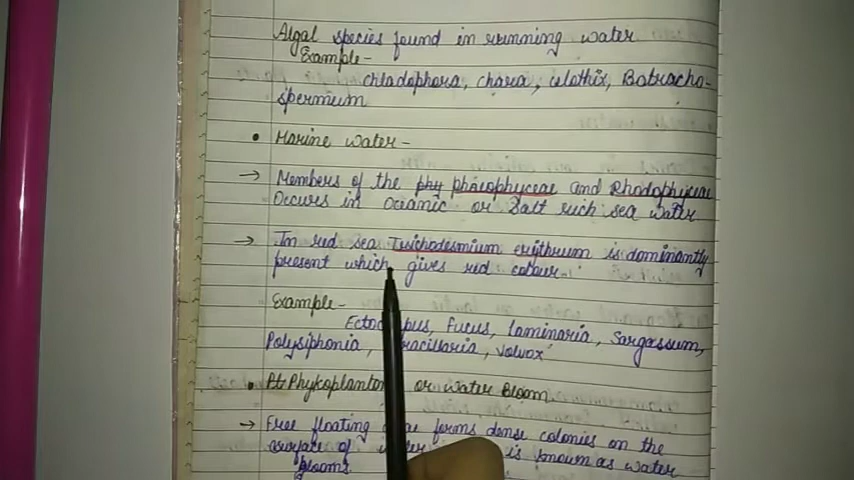 Algal species found in running water
Example-
chladophora, chara, ulothix, Batracho-
spermum
• Marine water -
→ Members of the phy phaeophyceae and Rhodophyceae
Occurs in oceanic or Salt rich sea water
→ In red sea Trichodesmium erythrum is dominantly
present which gives red colour.
Example-
Fucus, laminaria, Sargassum,
Polysiphonia, volvox
• Phykoplankton or water Bloom
→ Free floating forms dense colonies on the
surface of is known as water
blooms